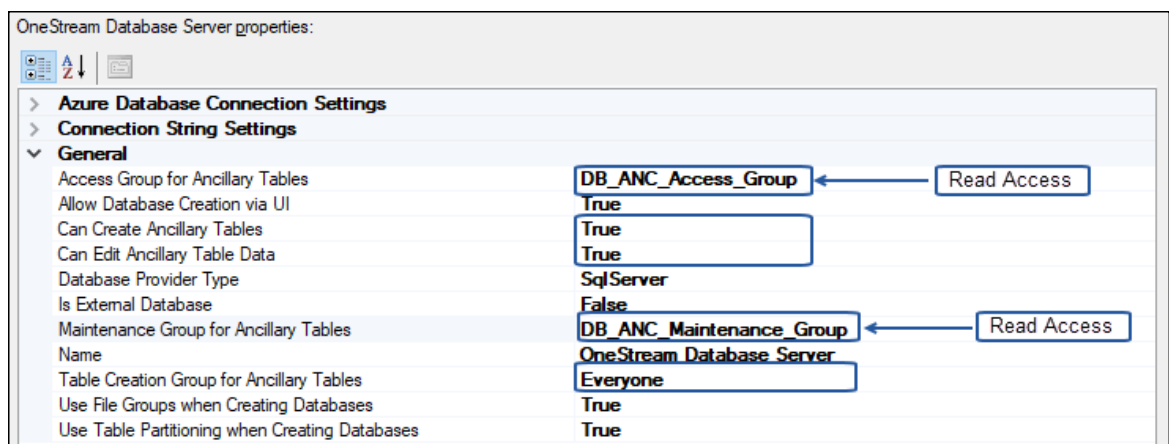 OneStream Database Server properties:
Azure Database Connection Settings
Connection String Settings
General
Access Group for Ancillary Tables DB_ANC_Access_Group Read Access
Allow Database Creation via UI True
Can Create Ancillary Tables True
Can Edit Ancillary Table Data True
Database Provider Type SqlServer
Is External Database False
Maintenance Group for Ancillary Tables DB_ANC_Maintenance_Group Read Access
Name OneStream Database Server
Table Creation Group for Ancillary Tables Everyone
Use File Groups when Creating Databases True
Use Table Partitioning when Creating Databases True